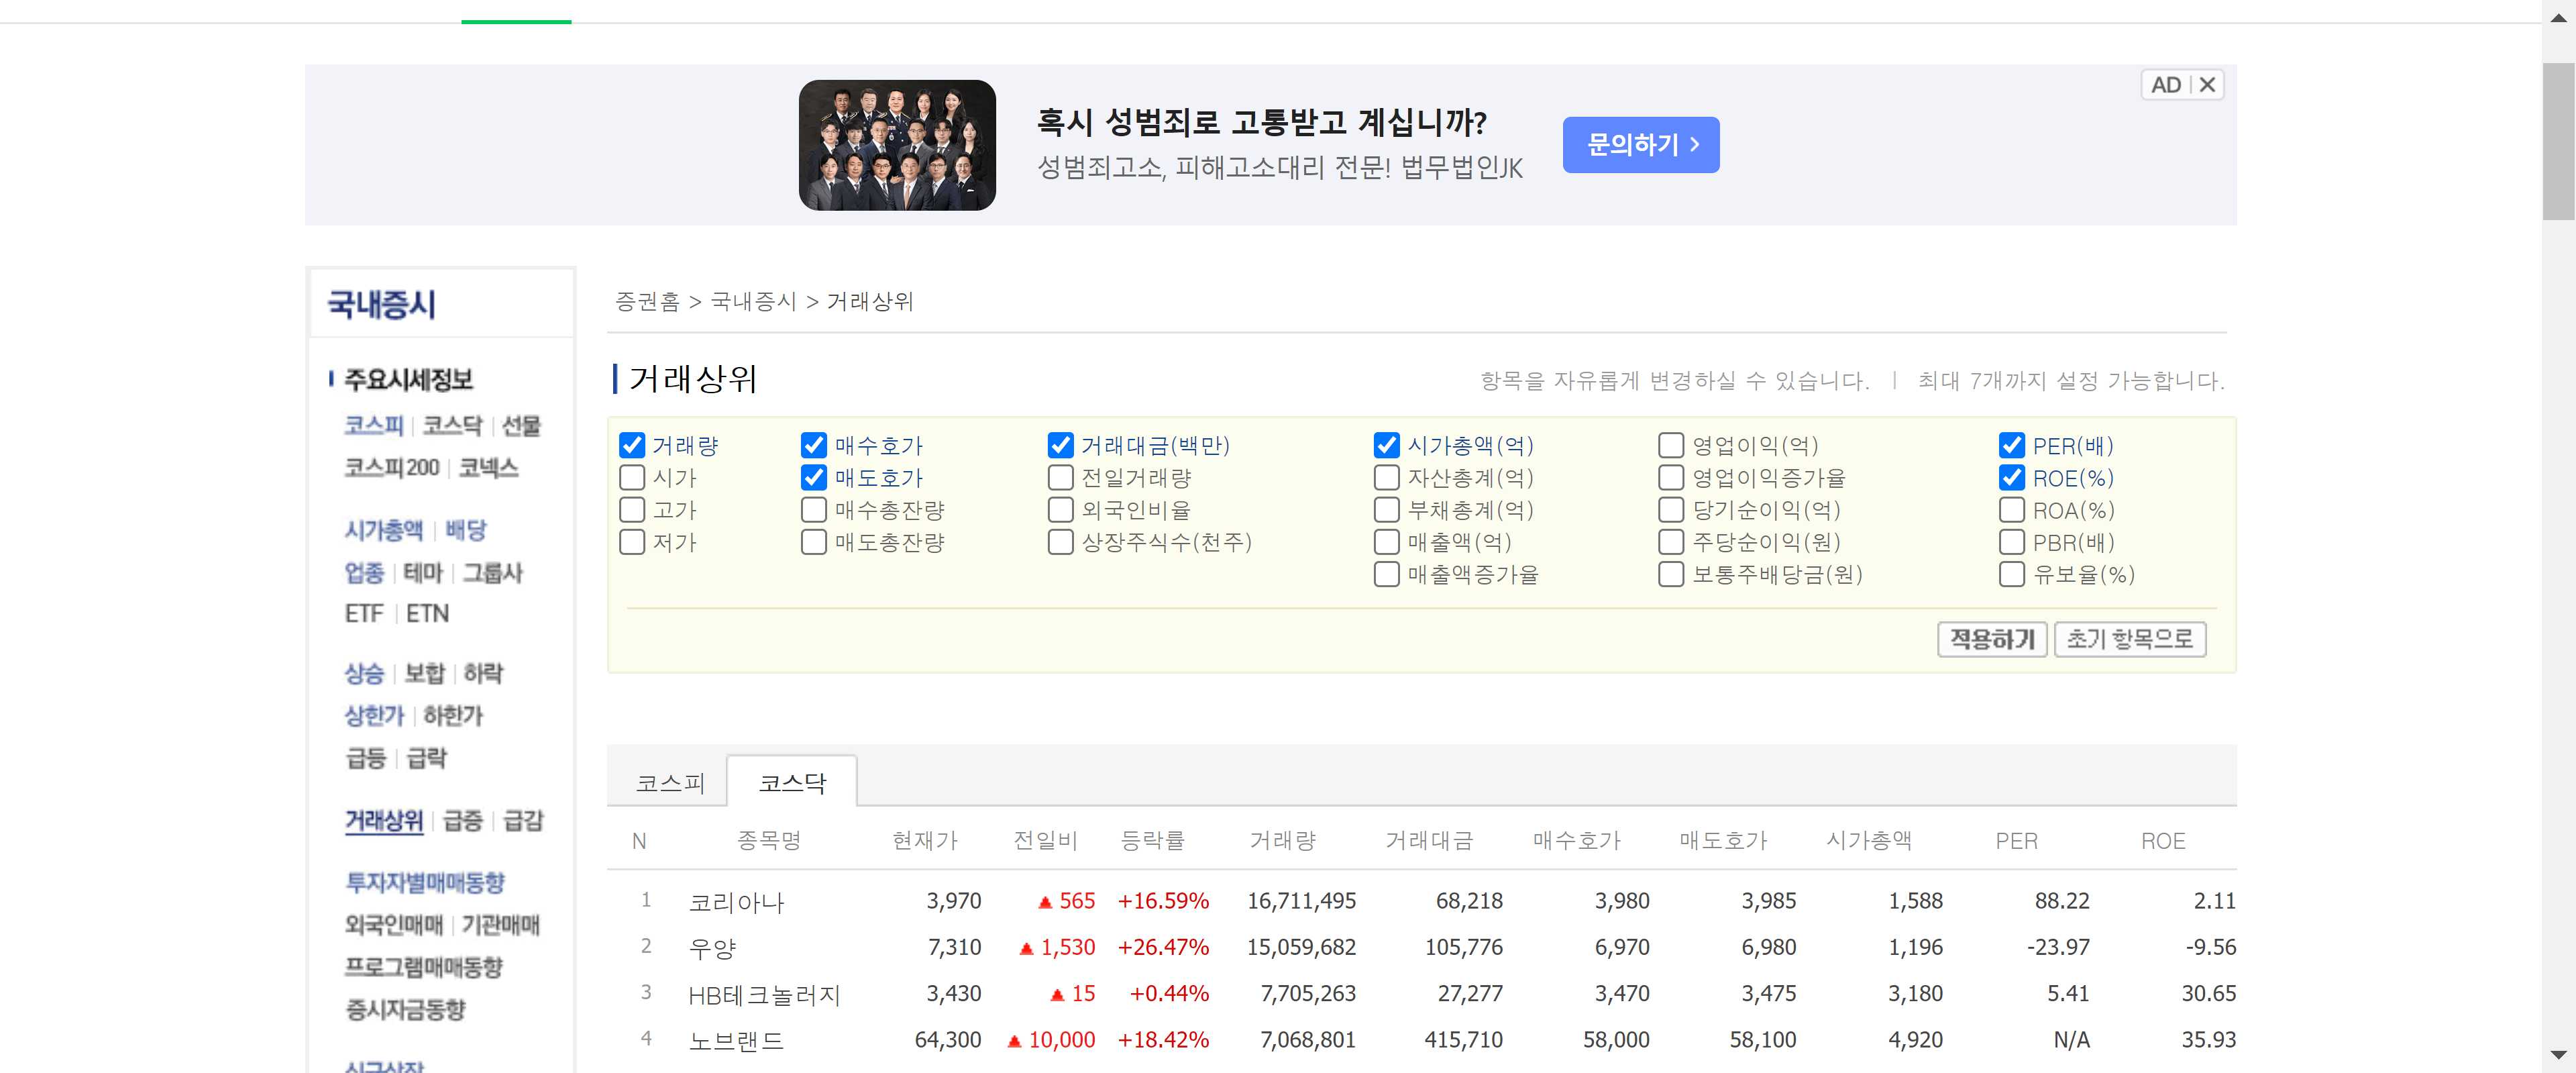 AD
혹시 성범죄로 고통받고 계십니까?
성범죄고소, 피해고소대리 전문! 법무법인JK
문의하기
국내증시
주요시세정보
코스피 | 코스닥 | 선물
코스피200 | 코넥스
시가총액 | 배당
업종 | 테마 | 그룹사
ETF | ETN
상승 | 보합 | 하락
상한가 | 하한가
급등 | 급락
거래상위 | 급증 | 급감
투자자별매매동향
외국인매매 | 기관매매
프로그램매매동향
증시자금동향
신규상장
증권홈 > 국내증시 > 거래상위
거래상위
항목을 자유롭게 변경하실 수 있습니다. | 최대 7개까지 설정 가능합니다.
거래량 매수호가 거래대금(백만) 시가총액(억) 영업이익(억) PER(배)
시가 매도호가 전일거래량 자산총계(억) 영업이익증가율 ROE(%)
고가 매수총잔량 외국인비율 부채총계(억) 당기순이익(억) ROA(%)
저가 매도총잔량 상장주식수(천주) 매출액(억) 주당순이익(원) PBR(배)
매출액증가율 보통주배당금(원) 유보율(%)
적용하기 초기 항목으로
코스피 코스닥
N 종목명 현재가 전일비 등락률 거래량 거래대금 매수호가 매도호가 시가총액 PER ROE
1 코리아나 3,970 ▲ 565 +16.59% 16,711,495 68,218 3,980 3,985 1,588 88.22 2.11
2 우양 7,310 ▲ 1,530 +26.47% 15,059,682 105,776 6,970 6,980 1,196 -23.97 -9.56
3 HB테크놀러지 3,430 ▲ 15 +0.44% 7,705,263 27,277 3,470 3,475 3,180 5.41 30.65
4 노브랜드 64,300 ▲ 10,000 +18.42% 7,068,801 415,710 58,000 58,100 4,920 N/A 35.93